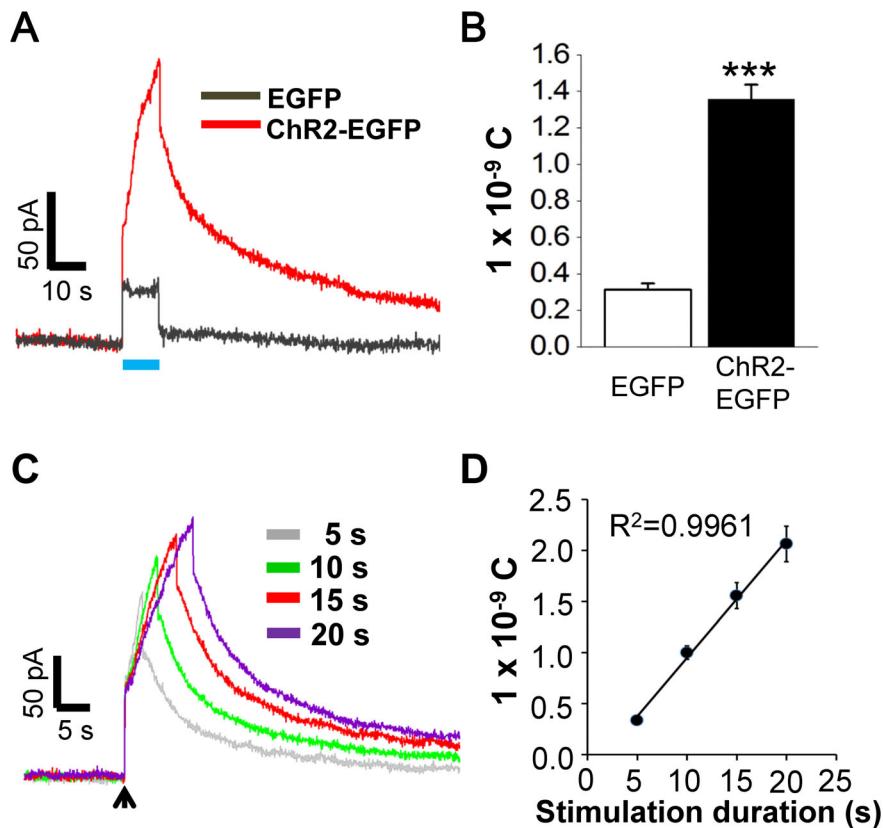 A
EGFP
ChR2-EGFP
50 pA
10 s
B
1 x 10⁻⁹ C
1.6
1.4
1.2
1.0
0.8
0.6
0.4
0.2
0.0
***
EGFP
ChR2-
EGFP
C
5 s
10 s
15 s
20 s
50 pA
5 s
D
1 x 10⁻⁹ C
2.5
2.0
1.5
1.0
0.5
0.0
R²=0.9961
0 5 10 15 20 25
Stimulation duration (s)